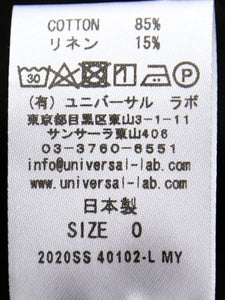 COTTON 85%
リネン 15%
(有) ユニバーサル ラボ
東京都目黒区東山3-1-11
サンサーラ東山406
03-3760-6551
info@universal-lab.com
www.universal-lab.com
日本製
SIZE 0
2020SS 40102-L MY